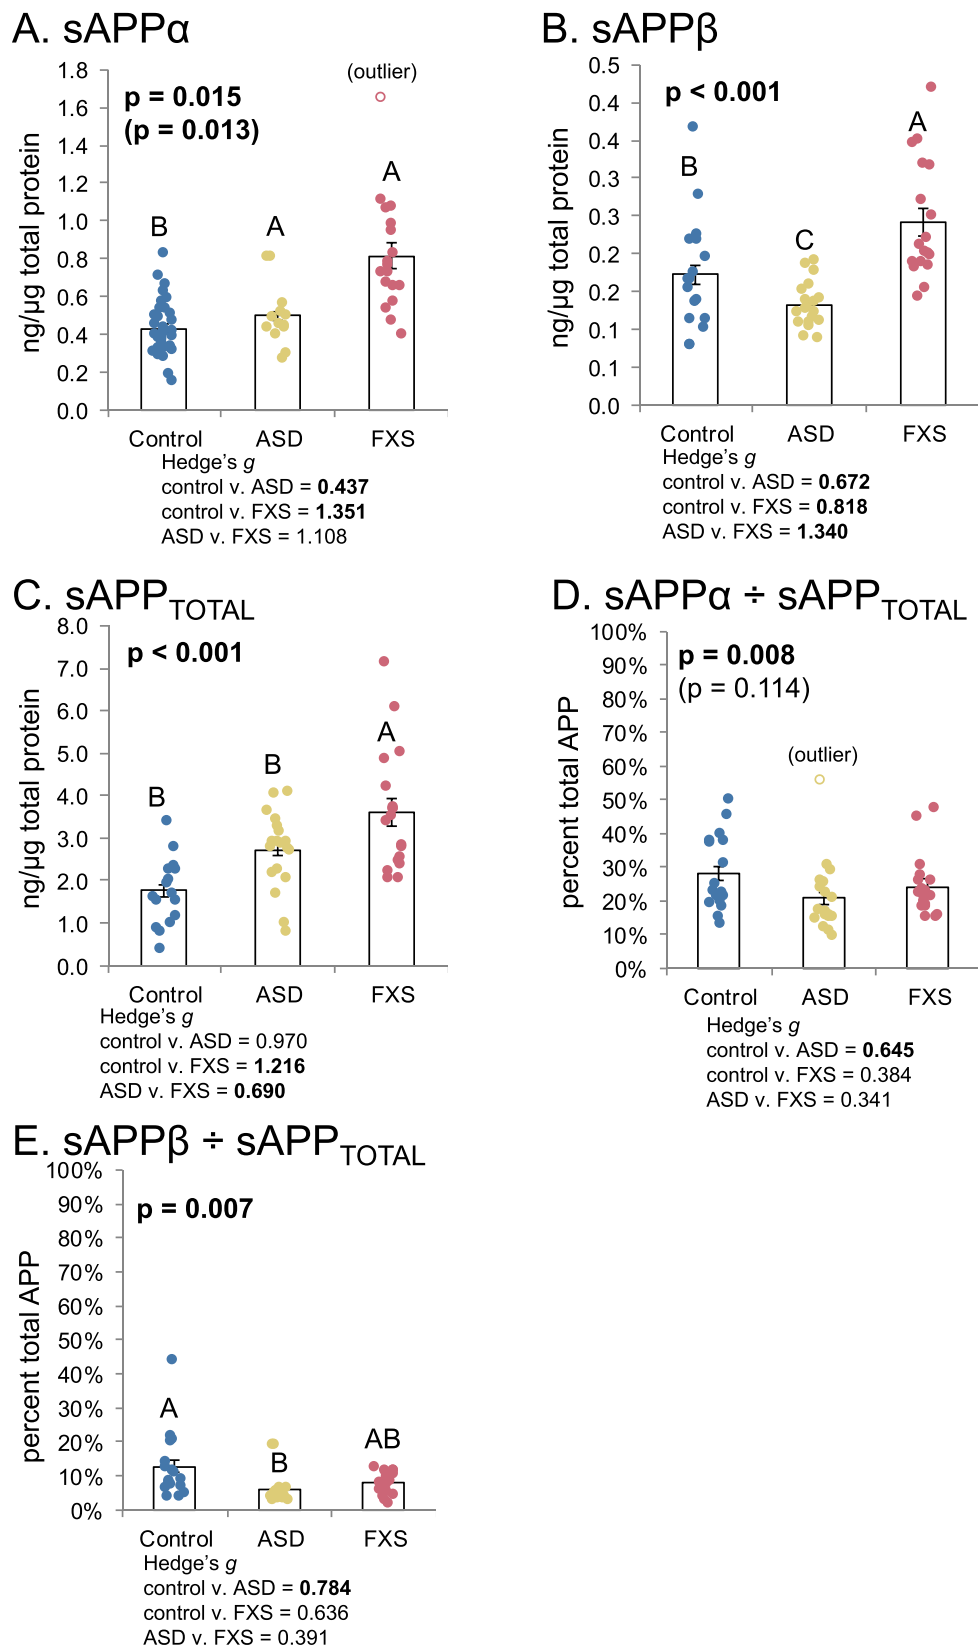 A. sAPPα
1.8
1.6
1.4
1.2
1.0
0.8
0.6
0.4
0.2
0.0
ng/µg total protein
p = 0.015
(p = 0.013)
(outlier)
B
A
A
Control ASD FXS
Hedge's g
control v. ASD = 0.437
control v. FXS = 1.351
ASD v. FXS = 1.108
B. sAPPβ
0.5
0.4
0.4
0.3
0.3
0.2
0.2
0.1
0.1
0.0
ng/µg total protein
p < 0.001
B
C
A
Control ASD FXS
Hedge's g
control v. ASD = 0.672
control v. FXS = 0.818
ASD v. FXS = 1.340
C. sAPPTOTAL
8.0
7.0
6.0
5.0
4.0
3.0
2.0
1.0
0.0
ng/µg total protein
p < 0.001
B
B
A
Control ASD FXS
Hedge's g
control v. ASD = 0.970
control v. FXS = 1.216
ASD v. FXS = 0.690
D. sAPPα ÷ sAPPTOTAL
100%
90%
80%
70%
60%
50%
40%
30%
20%
10%
0%
percent total APP
p = 0.008
(p = 0.114)
(outlier)
Control ASD FXS
Hedge's g
control v. ASD = 0.645
control v. FXS = 0.384
ASD v. FXS = 0.341
E. sAPPβ ÷ sAPPTOTAL
100%
90%
80%
70%
60%
50%
40%
30%
20%
10%
0%
percent total APP
p = 0.007
A
B
AB
Control ASD FXS
Hedge's g
control v. ASD = 0.784
control v. FXS = 0.636
ASD v. FXS = 0.391